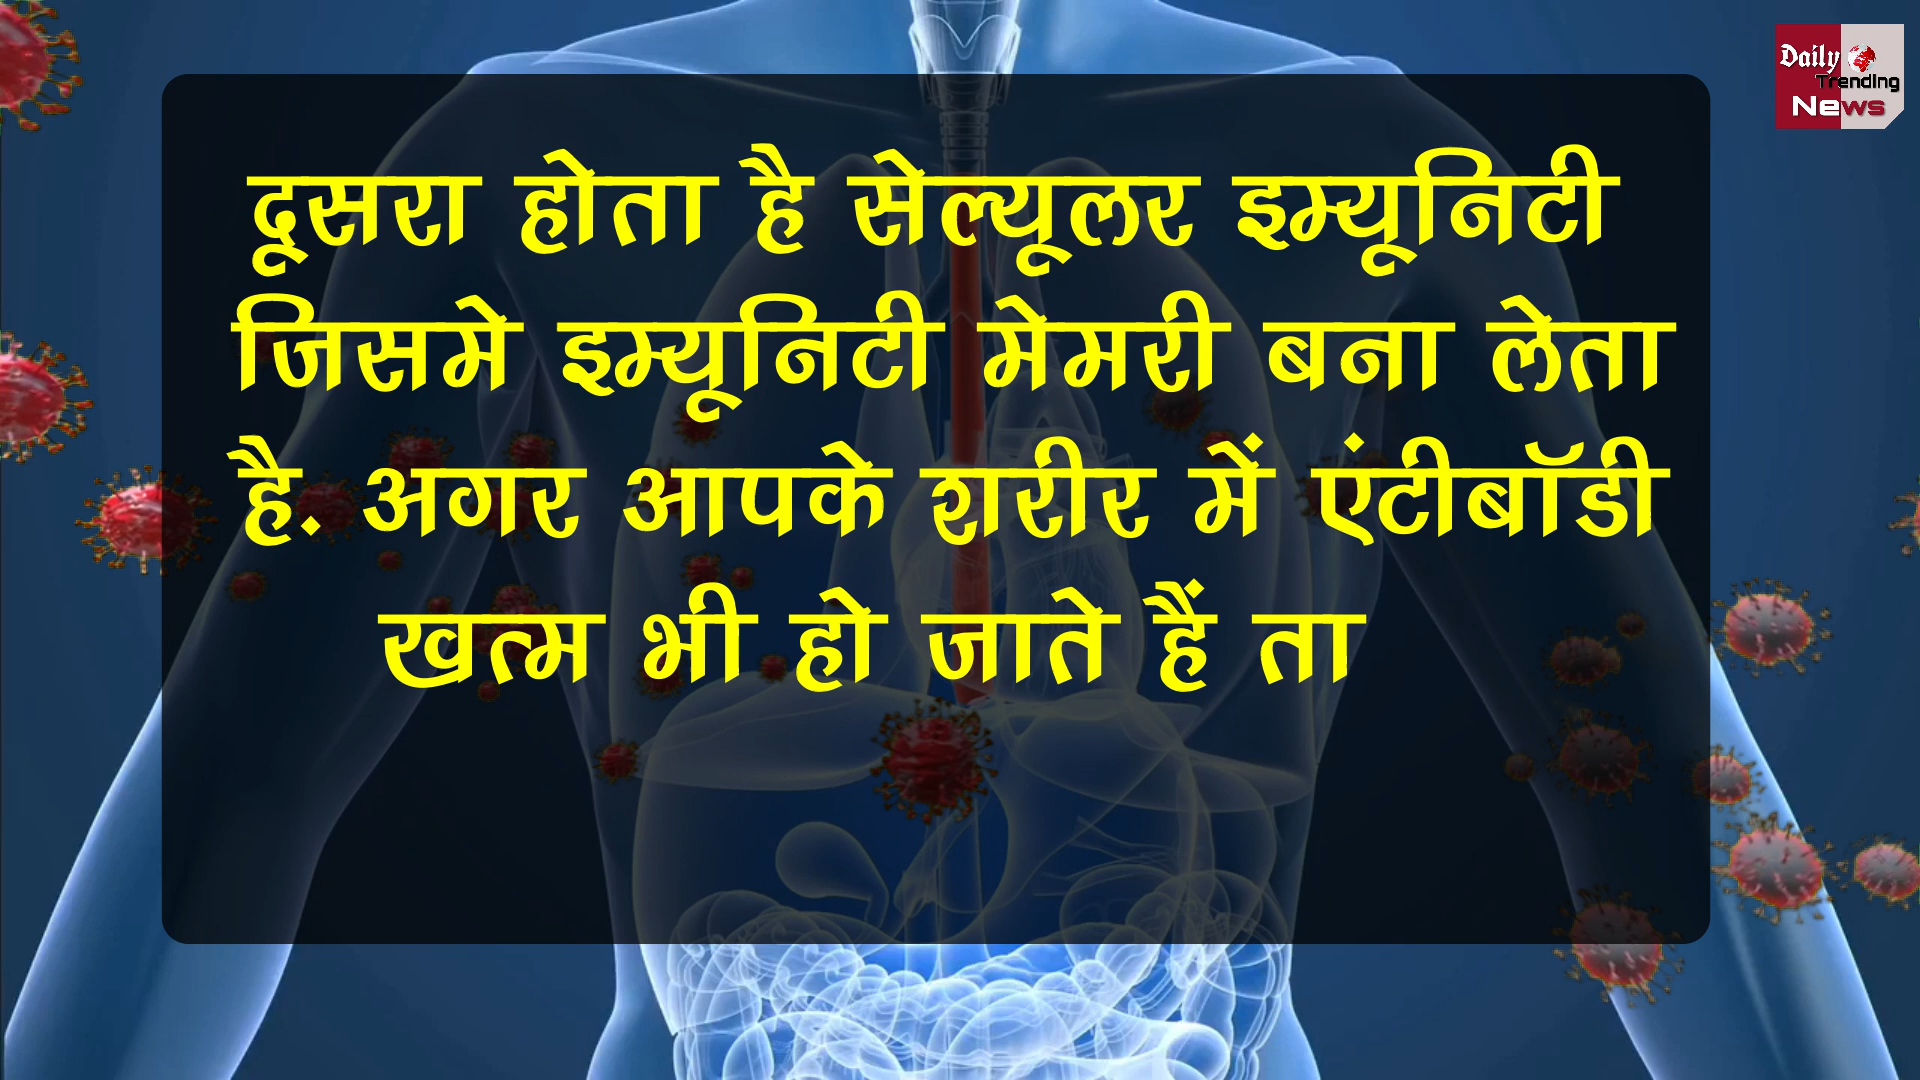 दूसरा होता है सेल्यूलर इम्यूनिटी
जिसमे इम्यूनिटी मेमरी बना लेता
है. अगर आपके शरीर में एंटीबॉडी
खत्म भी हो जाते हैं ता
Daily
Trending
News